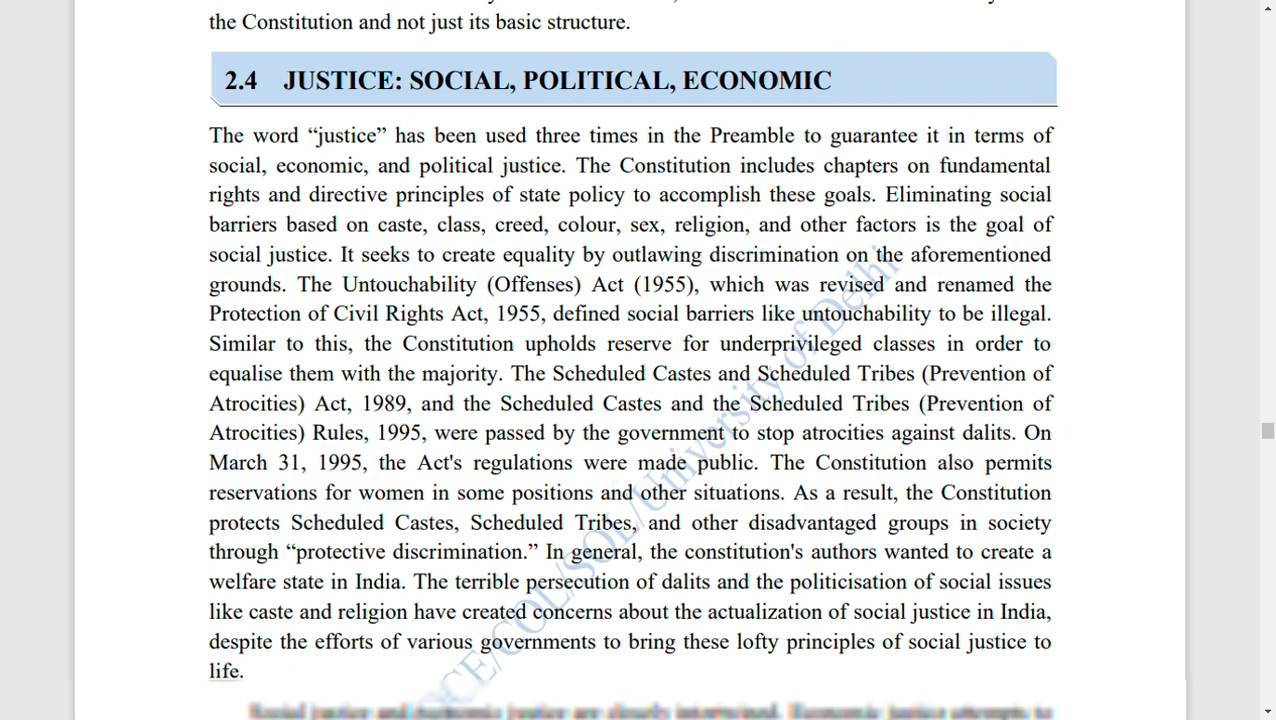 the Constitution and not just its basic structure.
2.4 JUSTICE: SOCIAL, POLITICAL, ECONOMIC
The word “justice” has been used three times in the Preamble to guarantee it in terms of
social, economic, and political justice. The Constitution includes chapters on fundamental
rights and directive principles of state policy to accomplish these goals. Eliminating social
barriers based on caste, class, creed, colour, sex, religion, and other factors is the goal of
social justice. It seeks to create equality by outlawing discrimination on the aforementioned
grounds. The Untouchability (Offenses) Act (1955), which was revised and renamed the
Protection of Civil Rights Act, 1955, defined social barriers like untouchability to be illegal.
Similar to this, the Constitution upholds reserve for underprivileged classes in order to
equalise them with the majority. The Scheduled Castes and Scheduled Tribes (Prevention of
Atrocities) Act, 1989, and the Scheduled Castes and the Scheduled Tribes (Prevention of
Atrocities) Rules, 1995, were passed by the government to stop atrocities against dalits. On
March 31, 1995, the Act's regulations were made public. The Constitution also permits
reservations for women in some positions and other situations. As a result, the Constitution
protects Scheduled Castes, Scheduled Tribes, and other disadvantaged groups in society
through “protective discrimination.” In general, the constitution's authors wanted to create a
welfare state in India. The terrible persecution of dalits and the politicisation of social issues
like caste and religion have created concerns about the actualization of social justice in India,
despite the efforts of various governments to bring these lofty principles of social justice to
life.
CE/COL/SOL/University of Delhi